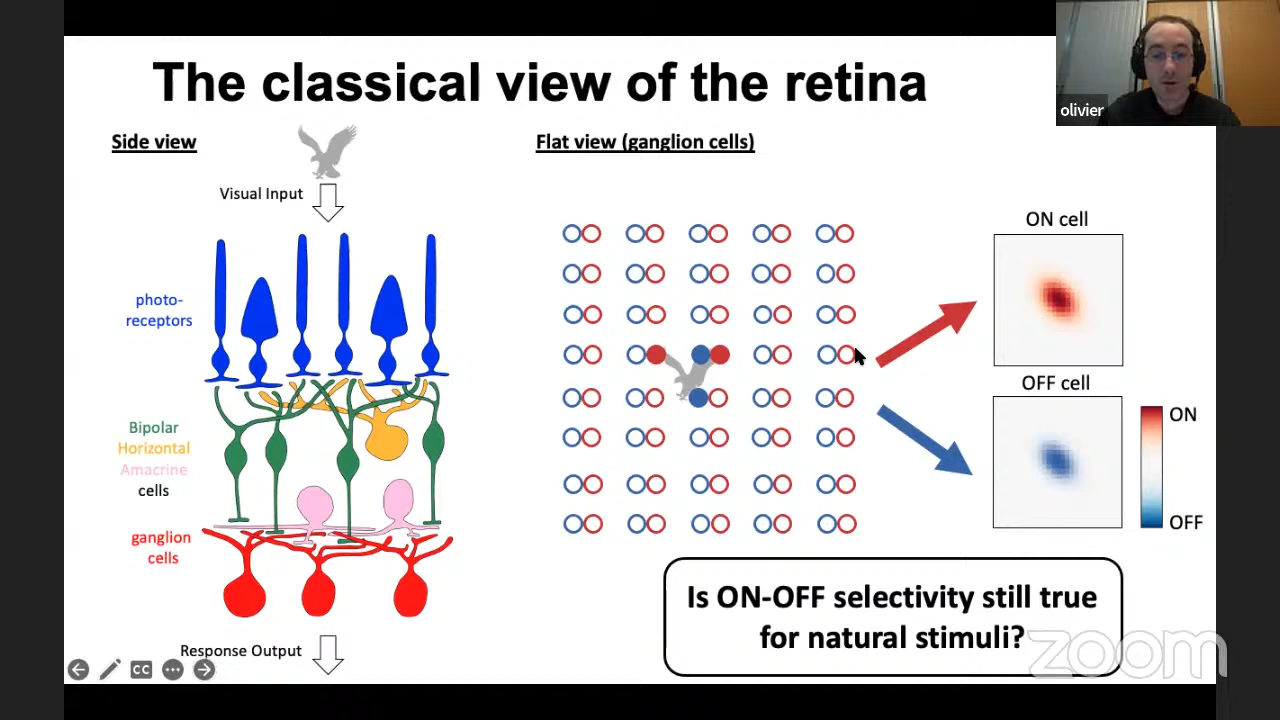 The classical view of the retina
olivier
Side view
Flat view (ganglion cells)
Visual Input
photo-
receptors
Bipolar
Horizontal
Amacrine
cells
ganglion
cells
Response Output
ON cell
OFF cell
ON
OFF
Is ON-OFF selectivity still true
for natural stimuli?
CC
zoom